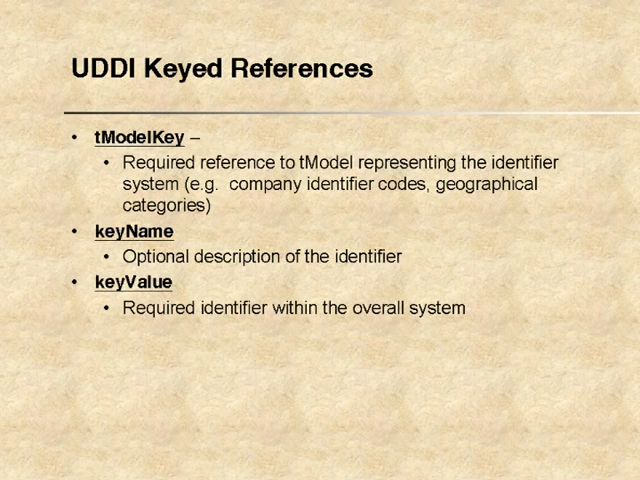 UDDI Keyed References
• tModelKey –
• Required reference to tModel representing the identifier
system (e.g.  company identifier codes, geographical
categories)
• keyName
• Optional description of the identifier
• keyValue
• Required identifier within the overall system